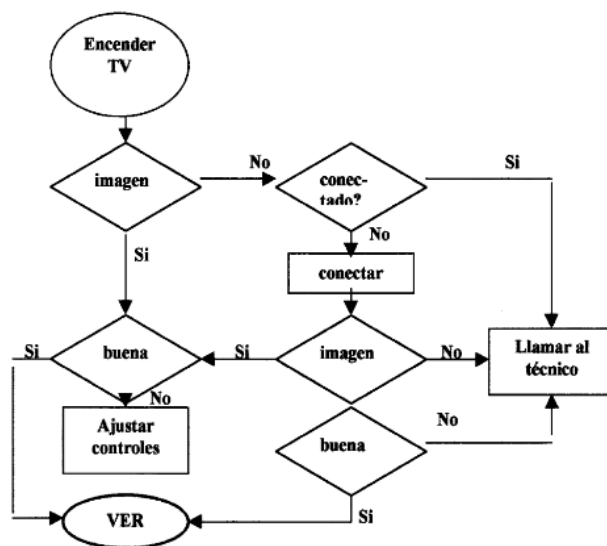 Encender
TV
imagen
No
conec-
tado?
Si
Si
No
conectar
Si
buena
Si
imagen
No
Llamar al
técnico
No
Ajustar
controles
buena
No
VER
Si